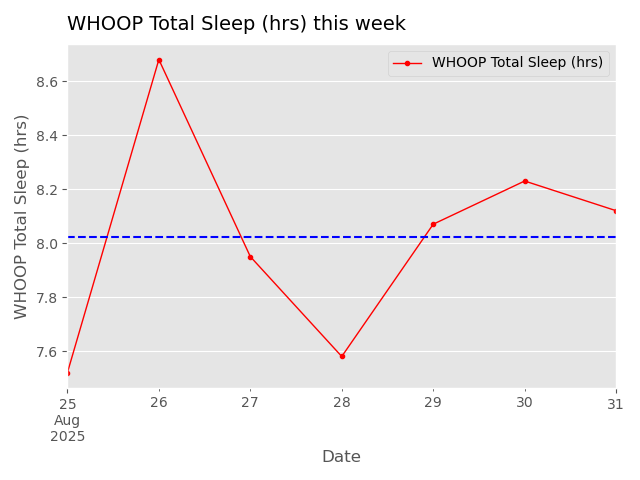 WHOOP Total Sleep (hrs) this week
WHOOP Total Sleep (hrs)
WHOOP Total Sleep (hrs)
8.6
8.4
8.2
8.0
7.8
7.6
25 26 27 28 29 30 31
Aug
2025
Date